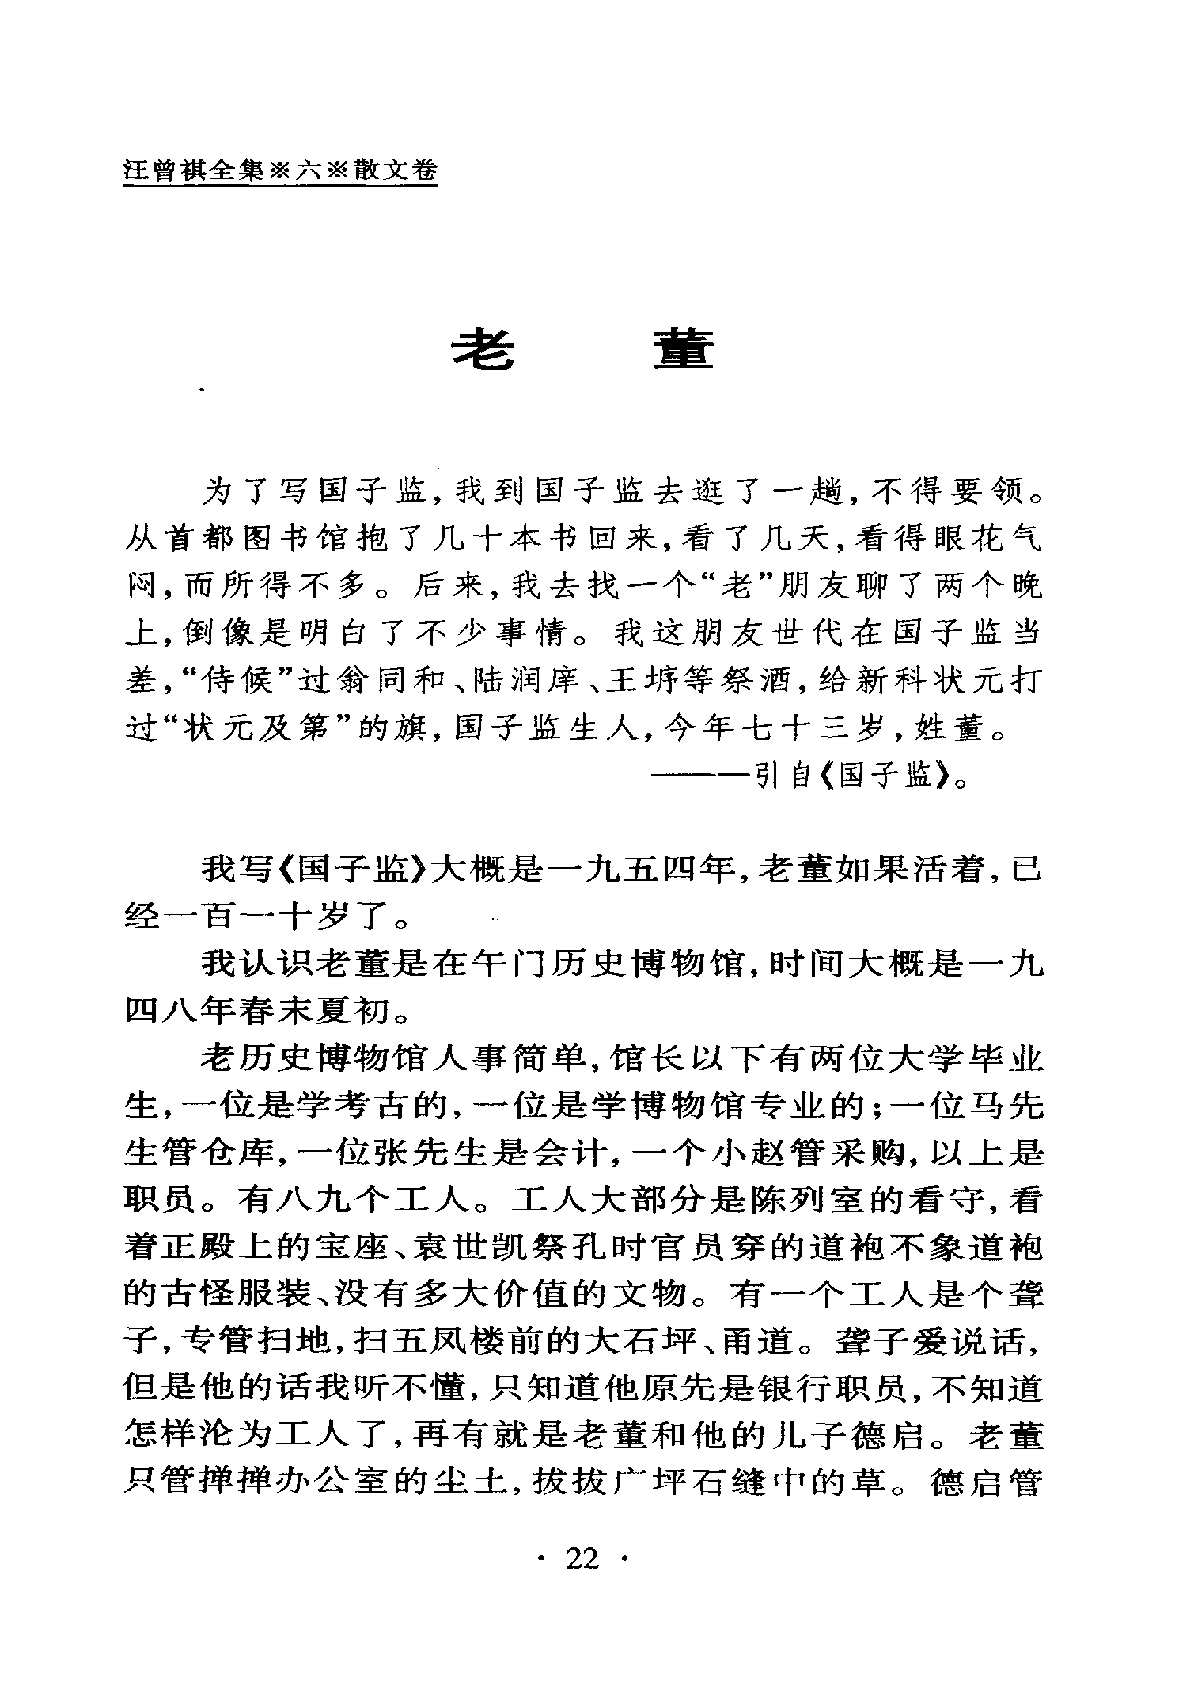 汪曾祺全集※六※散文卷
老 董
为了写国子监,我到国子监去逛了一趟,不得要领。
从首都图书馆抱了几十本书回来,看了几天,看得眼花气
闷,而所得不多。后来,我去找一个“老”朋友聊了两个晚
上,倒像是明白了不少事情。我这朋友世代在国子监当
差,“侍候”过翁同和、陆润庠、王垿等祭酒,给新科状元打
过“状元及第”的旗,国子监生人,今年七十三岁,姓董。
———引自《国子监》。
我写《国子监》大概是一九五四年,老董如果活着,已
经一百一十岁了。
我认识老董是在午门历史博物馆,时间大概是一九
四八年春末夏初。
老历史博物馆人事简单,馆长以下有两位大学毕业
生,一位是学考古的,一位是学博物馆专业的;一位马先
生管仓库,一位张先生是会计,一个小赵管采购,以上是
职员。有八九个工人。工人大部分是陈列室的看守,看
着正殿上的宝座、袁世凯祭孔时官员穿的道袍不象道袍
的古怪服装、没有多大价值的文物。有一个工人是个聋
子,专管扫地,扫五凤楼前的大石坪、甬道。聋子爱说话,
但是他的话我听不懂,只知道他原先是银行职员,不知道
怎样沦为工人了,再有就是老董和他的儿子德启。老董
只管掸掸办公室的尘土,拔拔广坪石缝中的草。德启管
· 22 ·